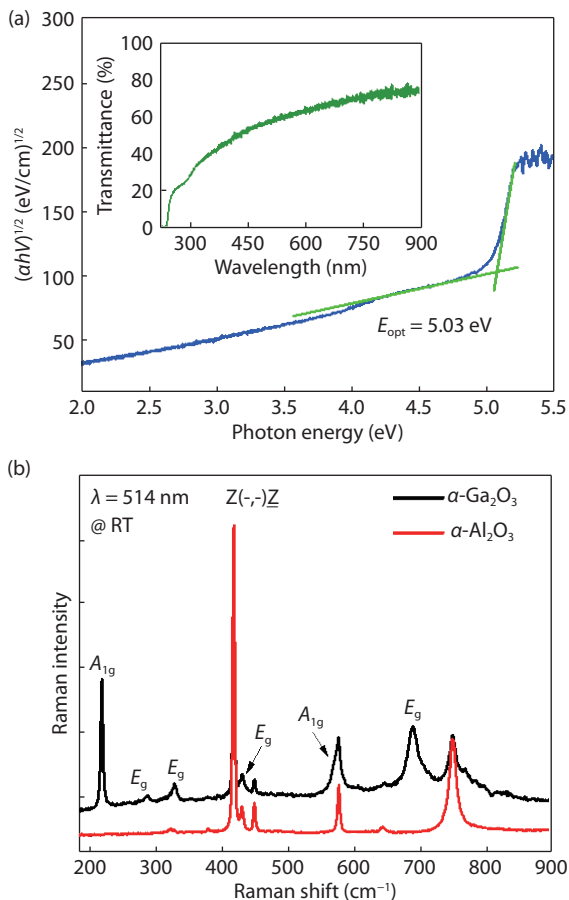 (a)
(ahV)1/2 (eV/cm)1/2
250
200
150
100
50
2.0 2.5 3.0 3.5 4.0 4.5 5.0 5.5
Photon energy (eV)
Eopt = 5.03 eV
Transmittance (%)
100
80
60
40
20
0
300 450 600 750 900
Wavelength (nm)
(b)
λ = 514 nm
@ RT
Z(-,-)Z
α-Ga2O3
α-Al2O3
Raman intensity
A1g
Eg
Eg
Eg
A1g
Eg
200 300 400 500 600 700 800 900
Raman shift (cm−1)